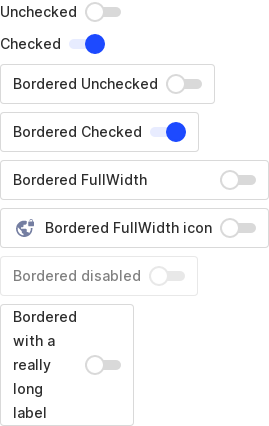 Unchecked
Checked
Bordered Unchecked
Bordered Checked
Bordered FullWidth
Bordered FullWidth icon
Bordered disabled
Bordered
with a
really
long
label